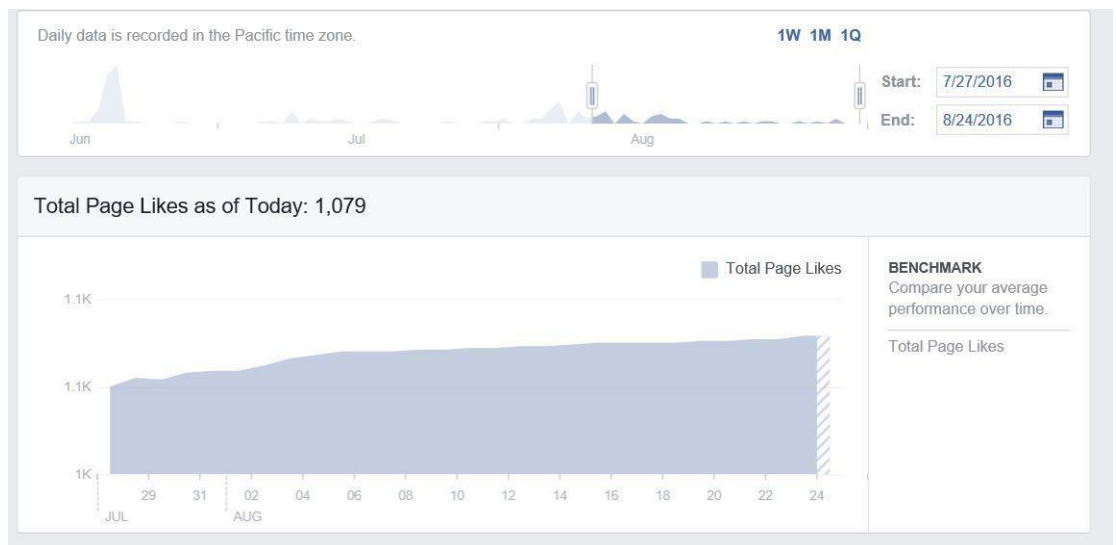 Daily data is recorded in the Pacific time zone.
1W 1M 1Q
Start: 7/27/2016
End: 8/24/2016
Jun Jul Aug
Total Page Likes as of Today: 1,079
Total Page Likes
BENCHMARK
Compare your average
performance over time.
Total Page Likes
1.1K
1.1K
1K
29 31 02 04 06 08 10 12 14 16 18 20 22 24
JUL AUG